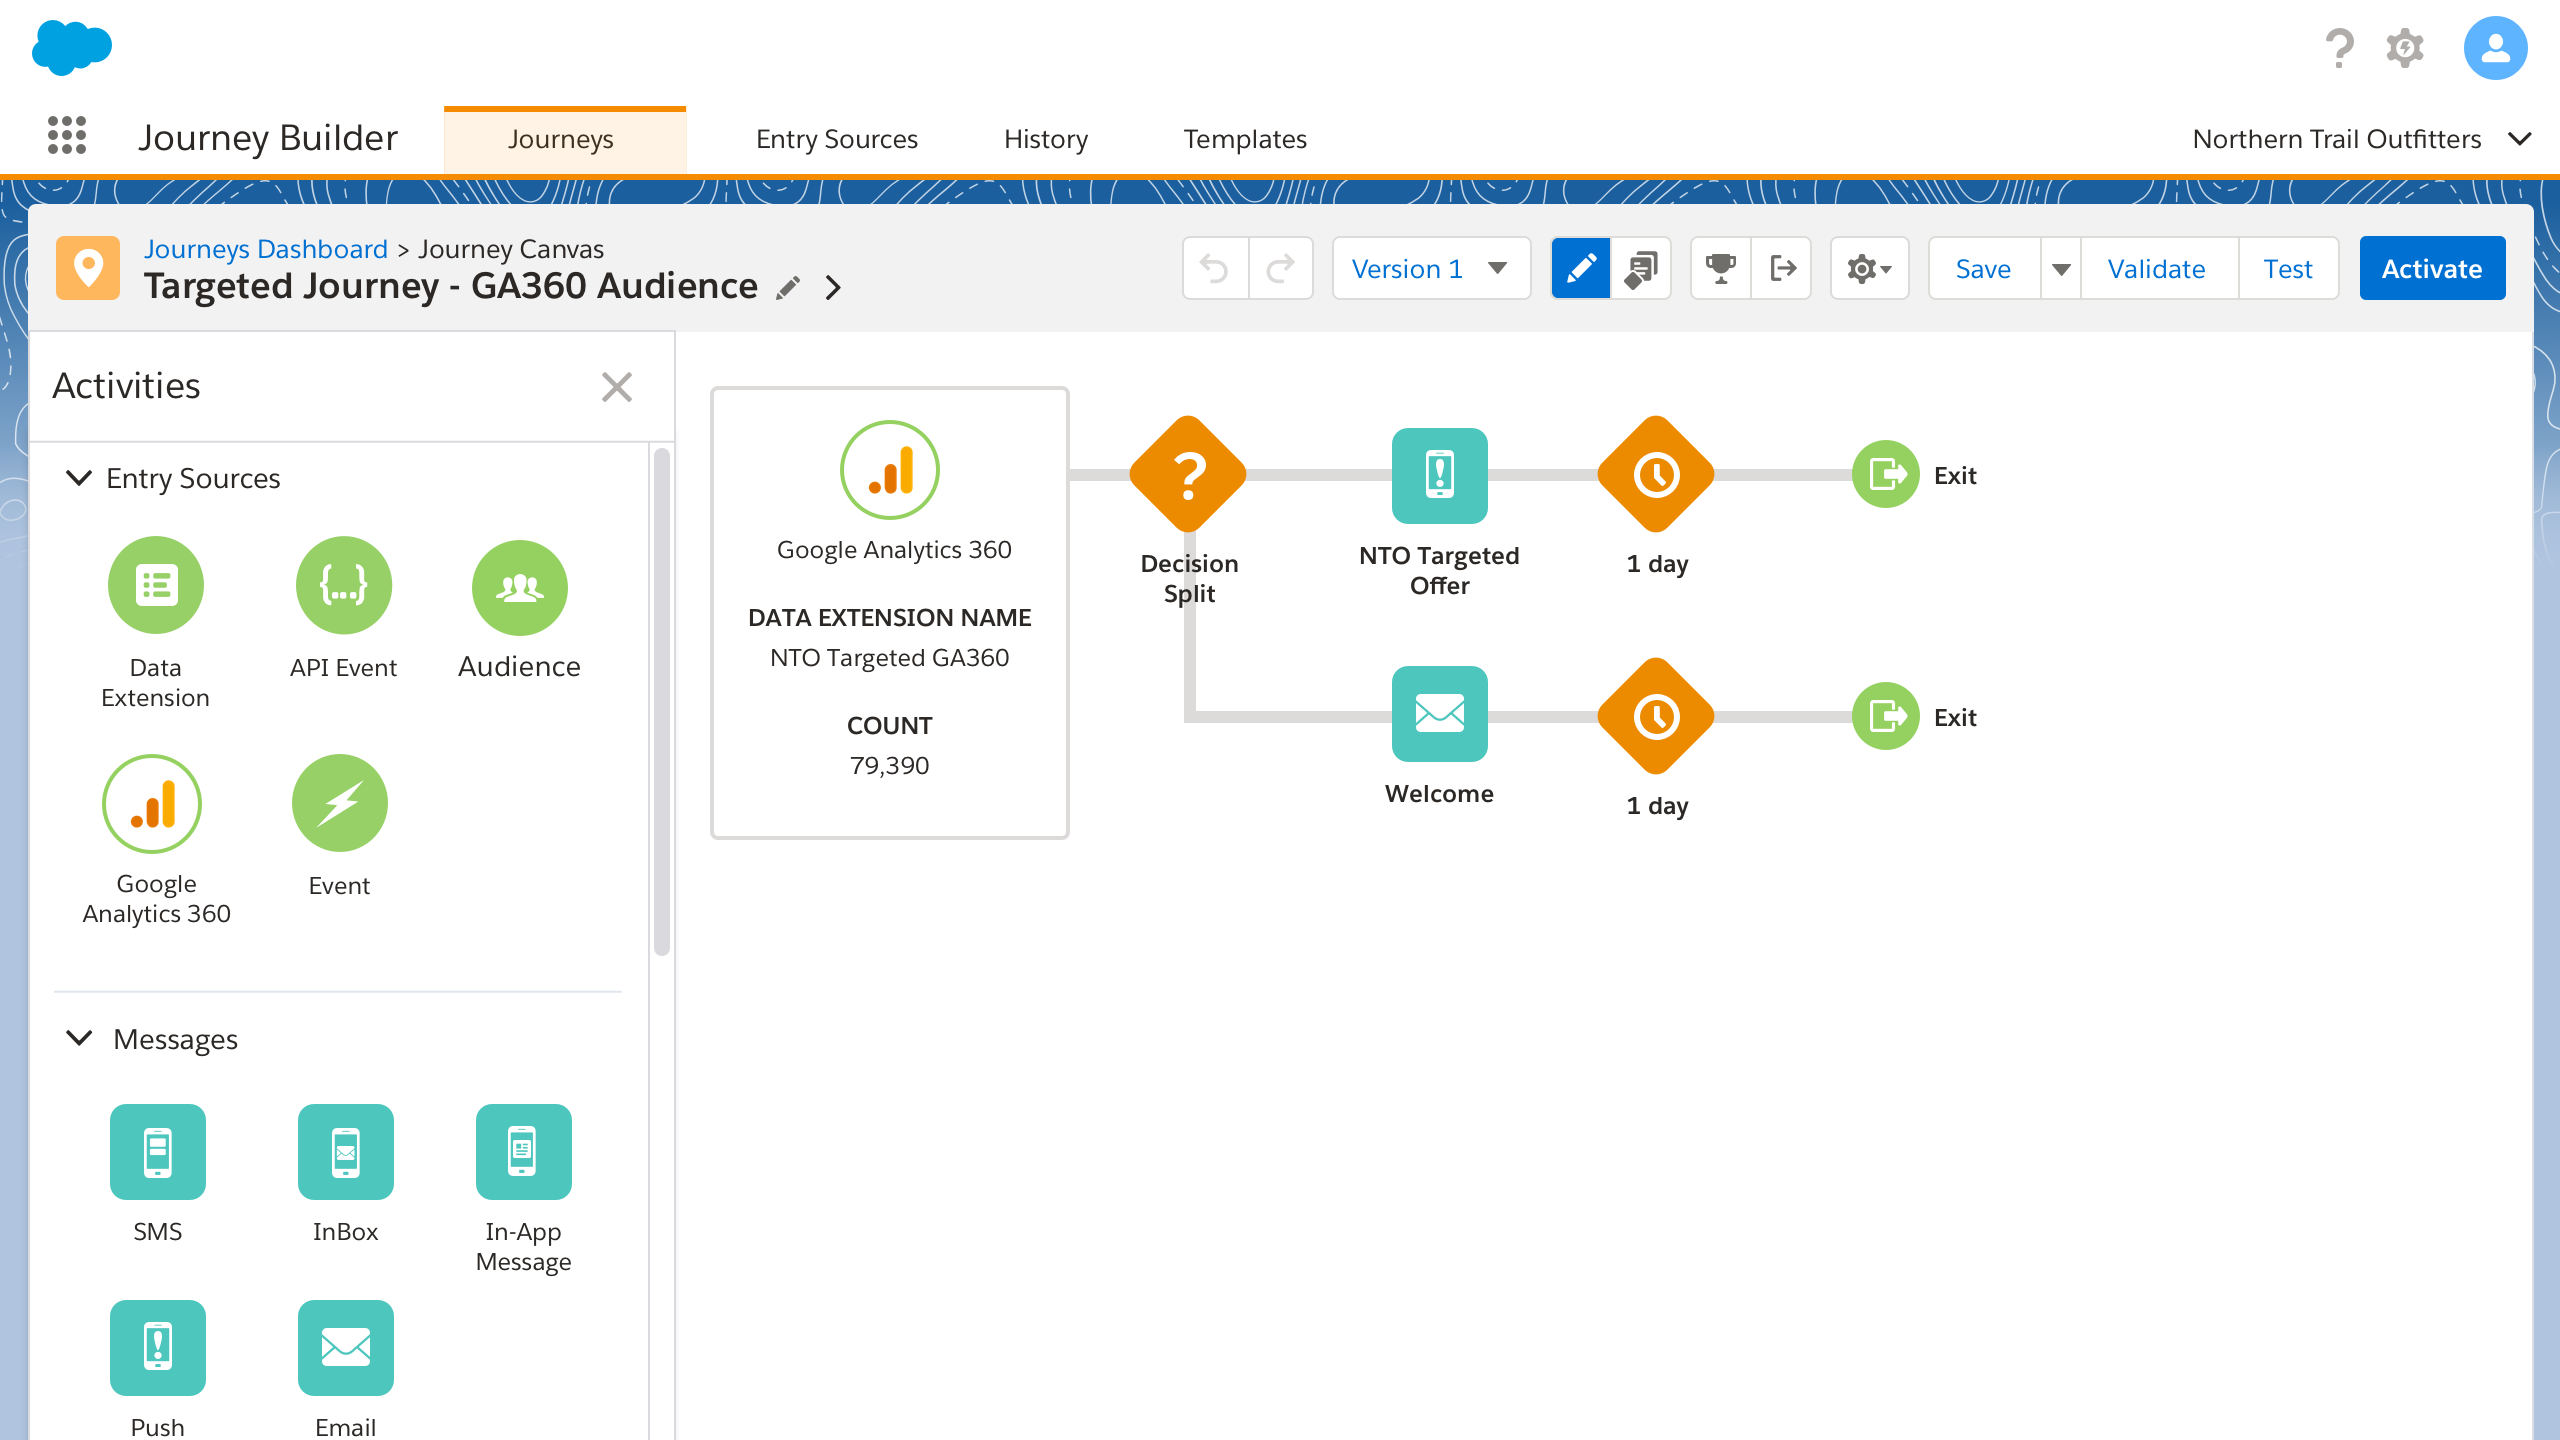 Journey Builder
Journeys
Entry Sources
History
Templates
Northern Trail Outfitters
Journeys Dashboard > Journey Canvas
Targeted Journey - GA360 Audience
Version 1
Save
Validate
Test
Activate
Activities
Entry Sources
Data
Extension
{...}
API Event
Audience
Google
Analytics 360
Event
Messages
SMS
InBox
In-App
Message
Push
Email
Google Analytics 360
DATA EXTENSION NAME
NTO Targeted GA360
COUNT
79,390
?
Decision
Split
NTO Targeted
Offer
1 day
Exit
Welcome
1 day
Exit